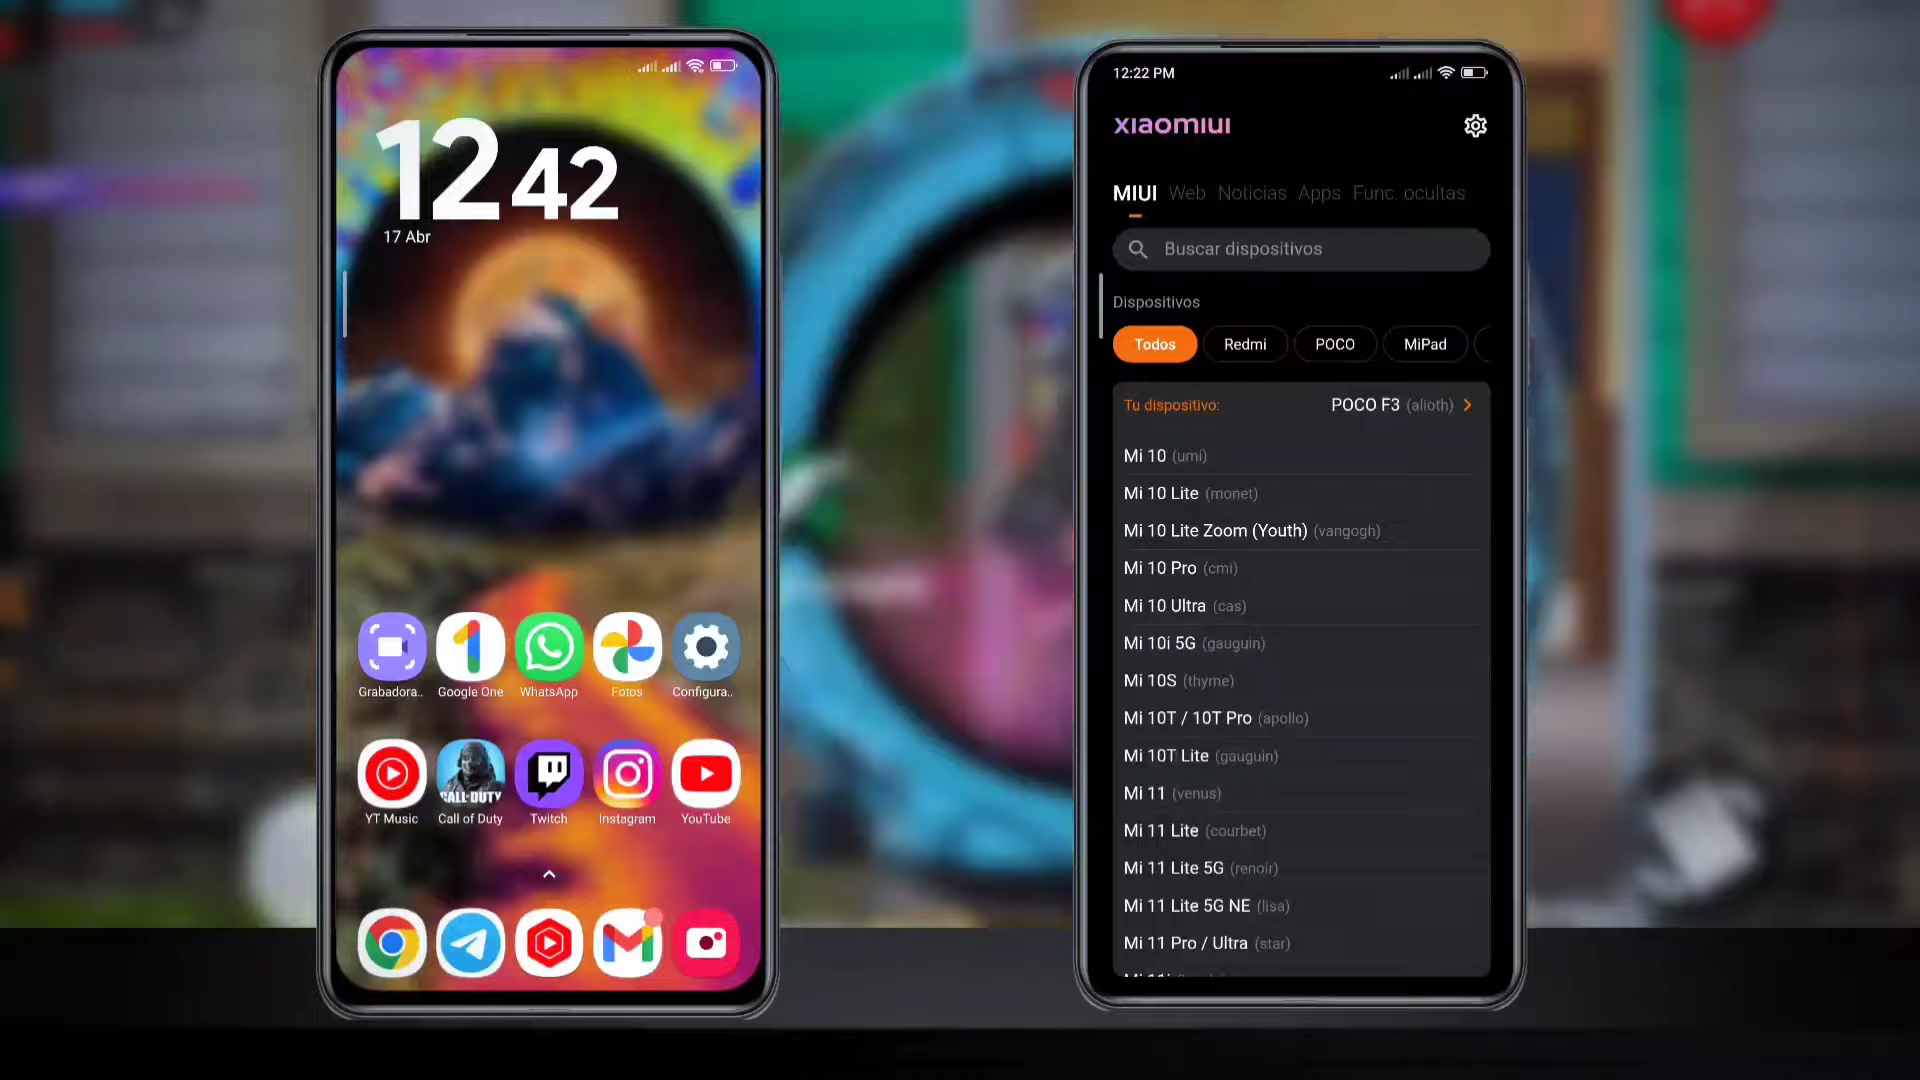 12 42
17 Abr
Grabadora..
Google One
WhatsApp
Fotos
Configura..
CALL·DUTY
YT Music
Call of Duty
Twitch
Instagram
YouTube
12:22 PM
xiaomiui
MIUI Web Noticias Apps Func. ocultas
Buscar dispositivos
Dispositivos
Todos Redmi POCO MiPad
Tu dispositivo: POCO F3 (alioth)
Mi 10 (umi)
Mi 10 Lite (monet)
Mi 10 Lite Zoom (Youth) (vangogh)
Mi 10 Pro (cmi)
Mi 10 Ultra (cas)
Mi 10i 5G (gauguin)
Mi 10S (thyme)
Mi 10T / 10T Pro (apollo)
Mi 10T Lite (gauguin)
Mi 11 (venus)
Mi 11 Lite (courbet)
Mi 11 Lite 5G (renoir)
Mi 11 Lite 5G NE (lisa)
Mi 11 Pro / Ultra (star)